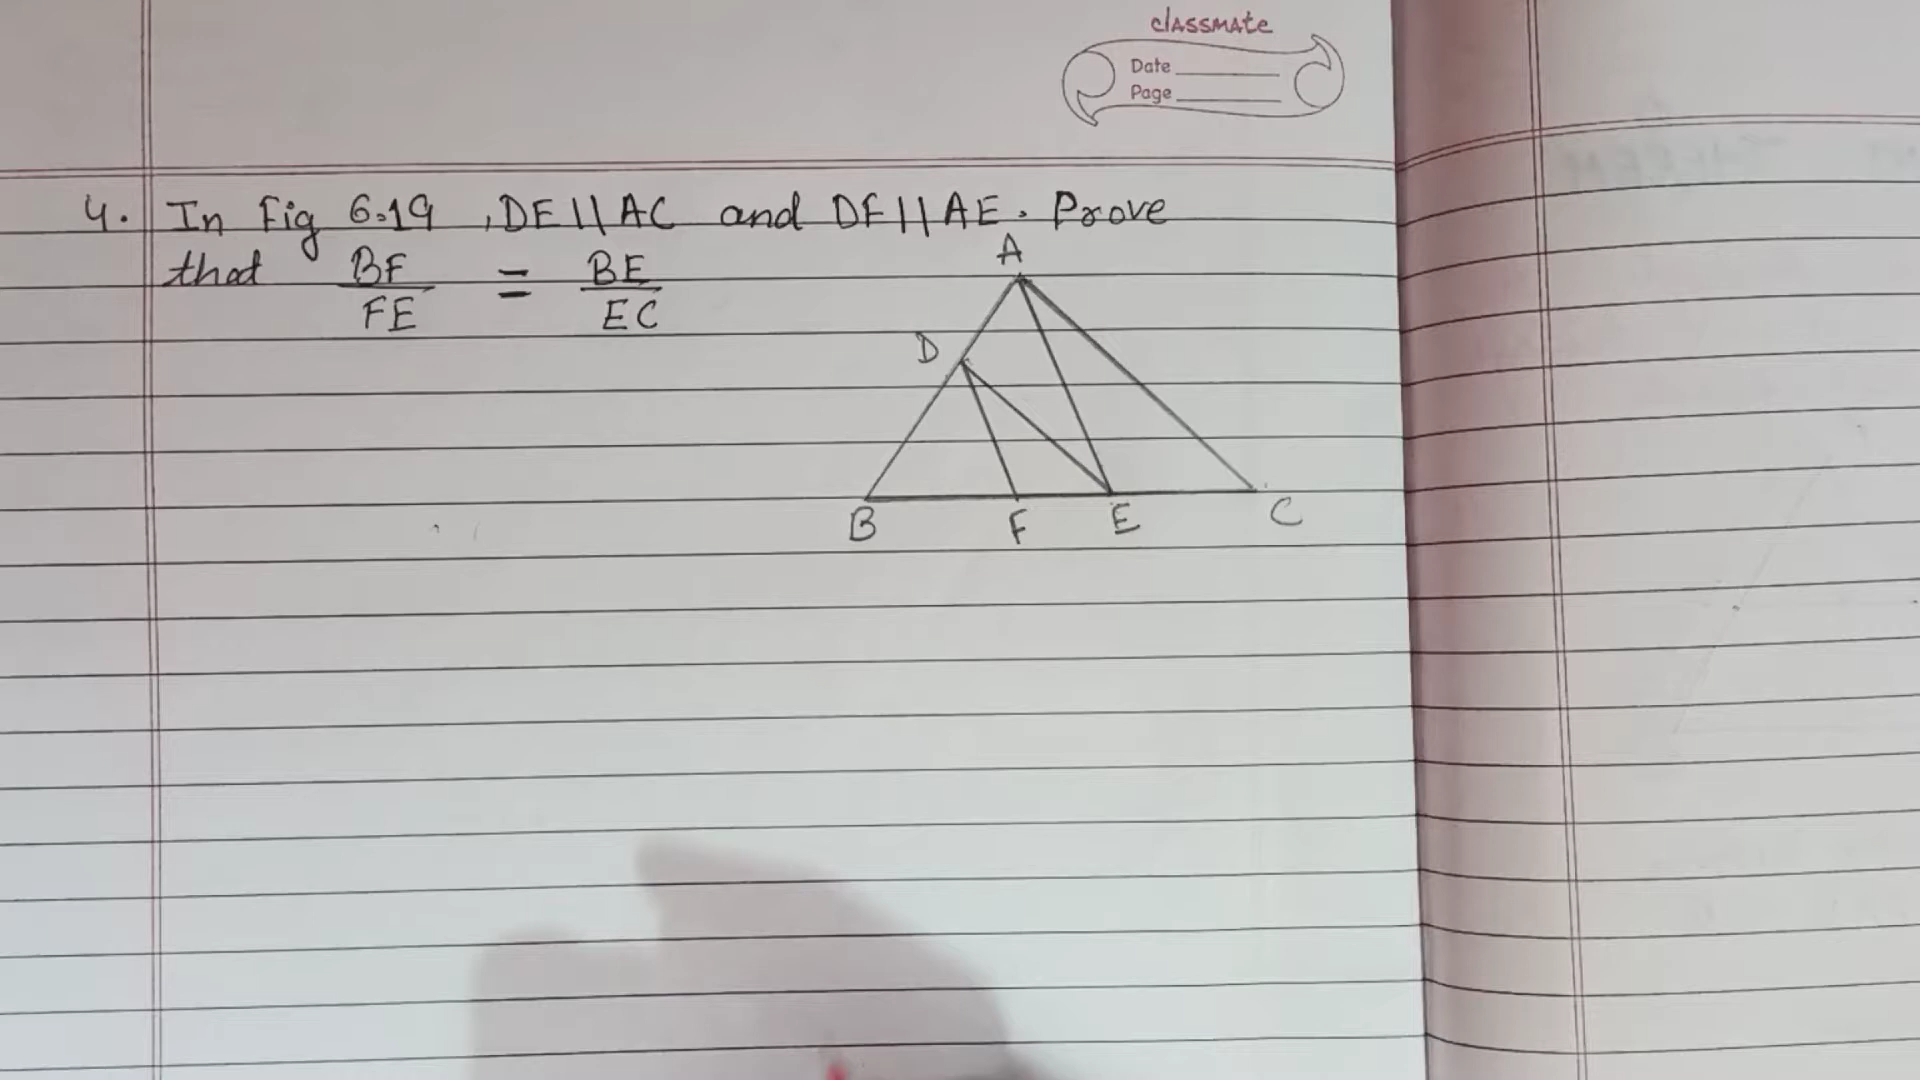 classmate
Date
Page
4. In Fig 6.19, DE||AC and DF||AE. Prove
that BF/FE = BE/EC
A
D
B F E C